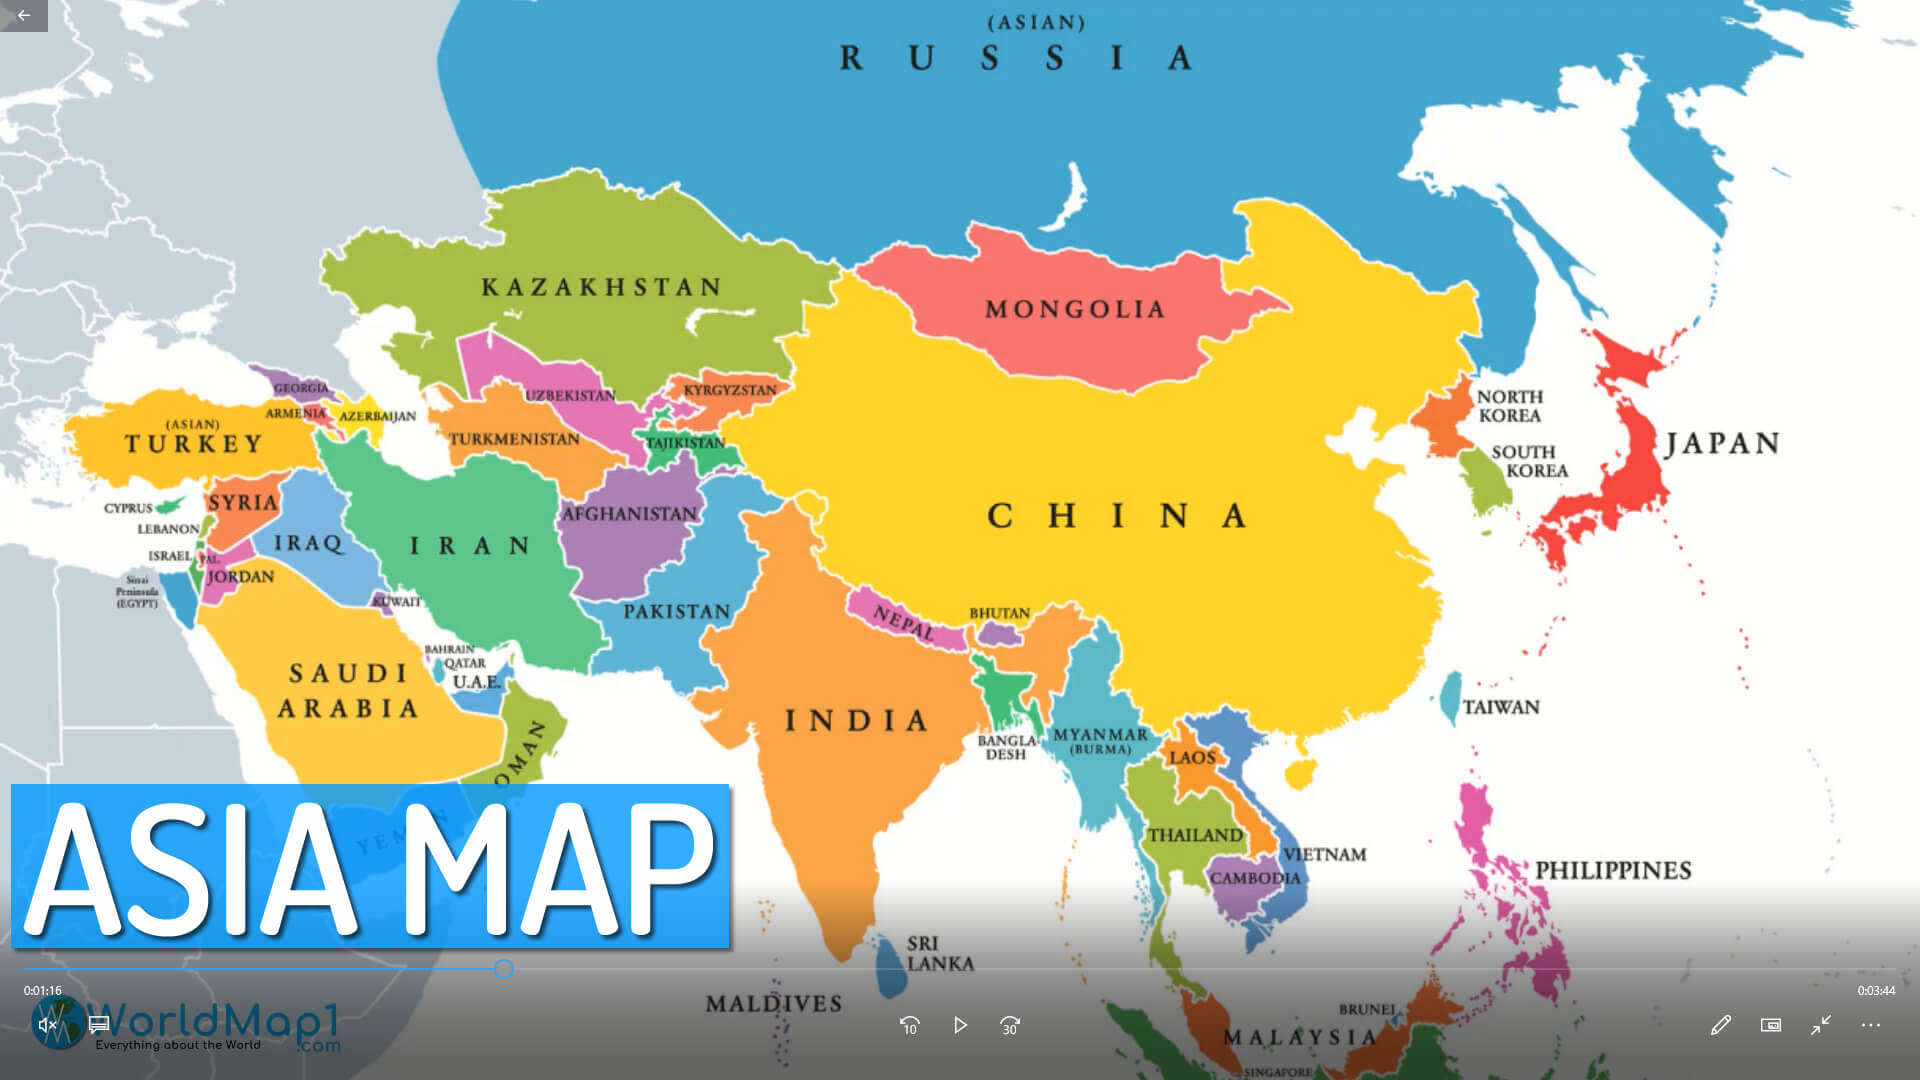 (ASIAN)
RUSSIA
KAZAKHSTAN
MONGOLIA
GEORGIA
ARMENIA
AZERBAIJAN
UZBEKISTAN
KYRGYZSTAN
(ASIAN)
TURKEY
TURKMENISTAN
TAJIKISTAN
NORTH
KOREA
SOUTH
KOREA
JAPAN
CYPRUS
SYRIA
LEBANON
IRAQ
IRAN
AFGHANISTAN
CHINA
ISRAEL
PAL.
JORDAN
Sinai
Peninsula
(EGYPT)
KUWAIT
PAKISTAN
NEPAL
BHUTAN
BAHRAIN
QATAR
U.A.E.
SAUDI
ARABIA
OMAN
INDIA
BANGLA-
DESH
MYANMAR
(BURMA)
LAOS
TAIWAN
YEMEN
THAILAND
VIETNAM
CAMBODIA
PHILIPPINES
ASIA MAP
SRI
LANKA
MALDIVES
BRUNEI
MALAYSIA
SINGAPORE
0:01:16
0:03:44
WorldMap1
.com
Everything about the World
10
30